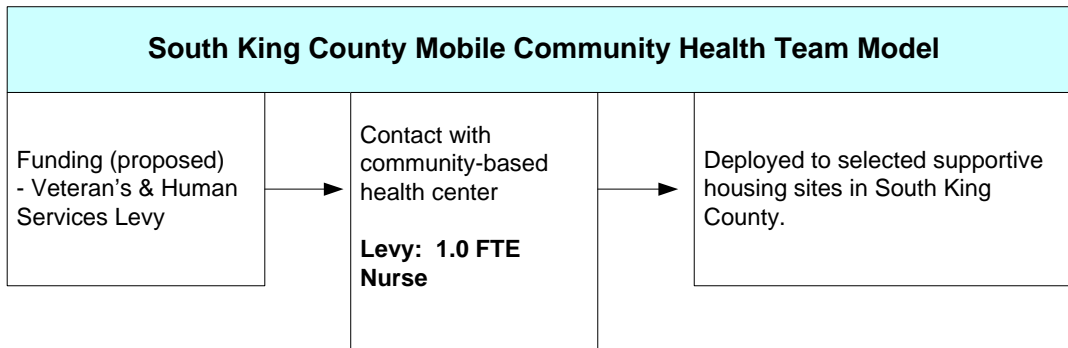 South King County Mobile Community Health Team Model
Funding (proposed)
- Veteran's & Human
Services Levy
Contact with
community-based
health center
Levy:  1.0 FTE
Nurse
Deployed to selected supportive
housing sites in South King
County.